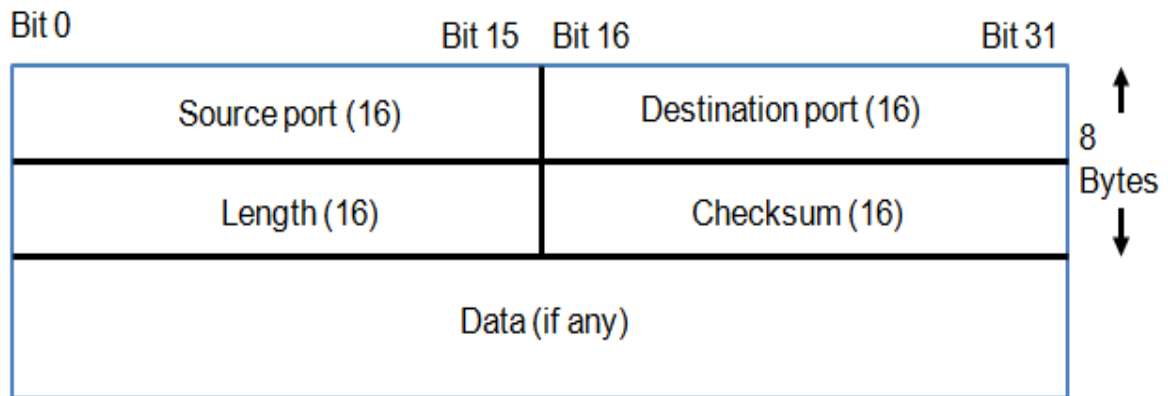 Bit 0 Bit 15 Bit 16 Bit 31
Source port (16) Destination port (16)
8
Bytes
Length (16) Checksum (16)
Data (if any)